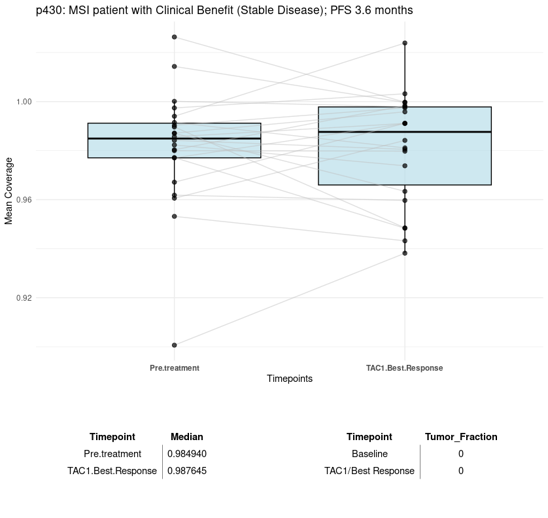 p430: MSI patient with Clinical Benefit (Stable Disease); PFS 3.6 months
1.00
0.96
0.92
Mean Coverage
Pre.treatment
TAC1.Best.Response
Timepoints
Timepoint Median
Pre.treatment 0.984940
TAC1.Best.Response 0.987645
Timepoint Tumor_Fraction
Baseline 0
TAC1/Best Response 0